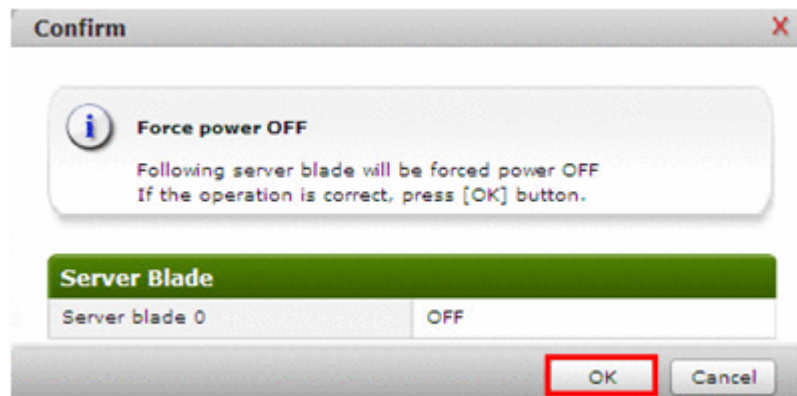 Confirm
X
Force power OFF
Following server blade will be forced power OFF
If the operation is correct, press [OK] button.
Server Blade
Server blade 0 OFF
OK Cancel